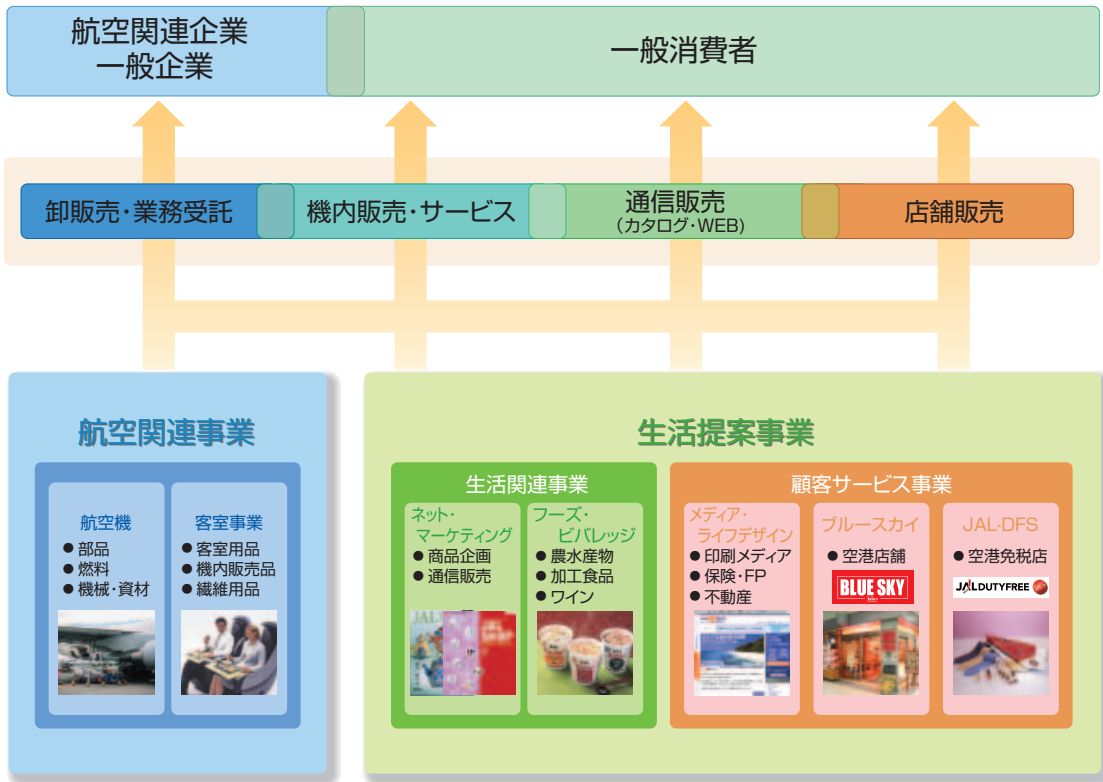 航空関連企業
一般企業
一般消費者
卸販売・業務受託
機内販売・サービス
通信販売
(カタログ・WEB)
店舗販売
航空関連事業
航空機
● 部品
● 燃料
● 機械・資材
客室事業
● 客室用品
● 機内販売品
● 繊維用品
生活提案事業
生活関連事業
ネット・
マーケティング
● 商品企画
● 通信販売
フーズ・
ビバレッジ
● 農水産物
● 加工食品
● ワイン
顧客サービス事業
メディア・
ライフデザイン
● 印刷メディア
● 保険・FP
● 不動産
ブルースカイ
● 空港店舗
BLUE SKY
JAL-DFS
● 空港免税店
JALDUTYFREE
JAL
JAL
SHOP